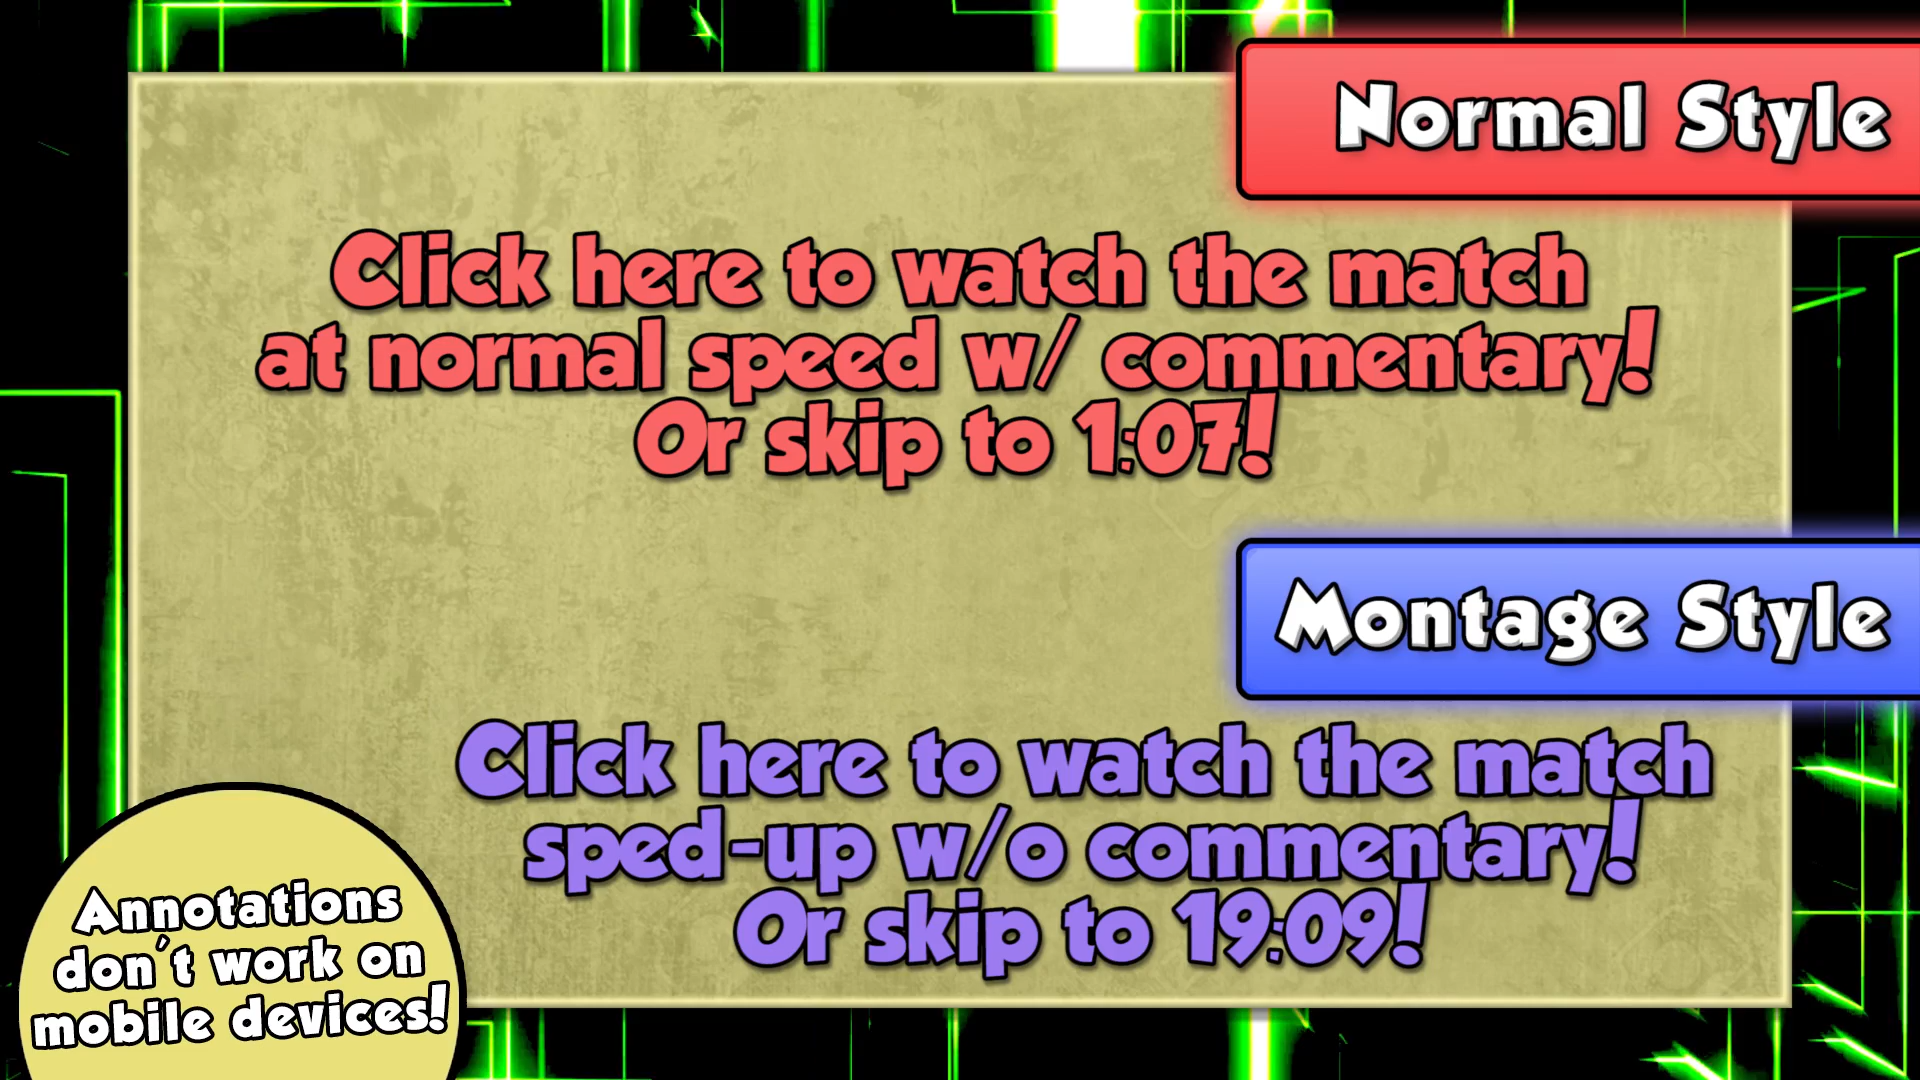 Normal Style
Click here to watch the match
at normal speed w/ commentary!
Or skip to 1:07!
Montage Style
Click here to watch the match
sped-up w/o commentary!
Or skip to 19:09!
Annotations
don't work on
mobile devices!